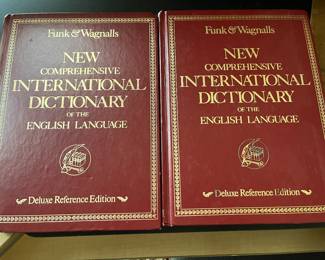 Funk & Wagnalls
NEW
COMPREHENSIVE
INTERNATIONAL
DICTIONARY
OF THE
ENGLISH LANGUAGE
Deluxe Reference Edition
Funk & Wagnalls
NEW
COMPREHENSIVE
INTERNATIONAL
DICTIONARY
OF THE
ENGLISH LANGUAGE
Deluxe Reference Edition